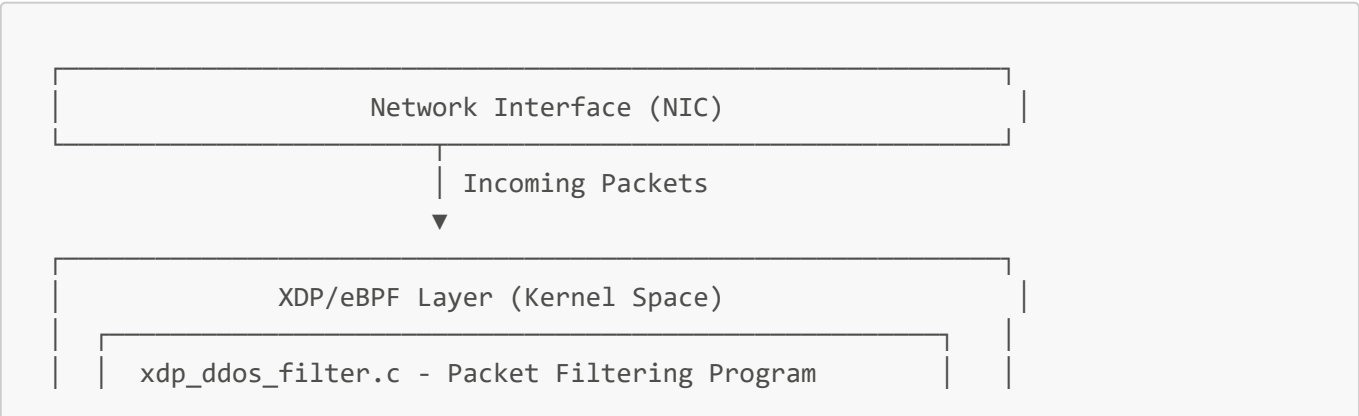 Network Interface (NIC)
Incoming Packets
XDP/eBPF Layer (Kernel Space)
xdp_ddos_filter.c - Packet Filtering Program